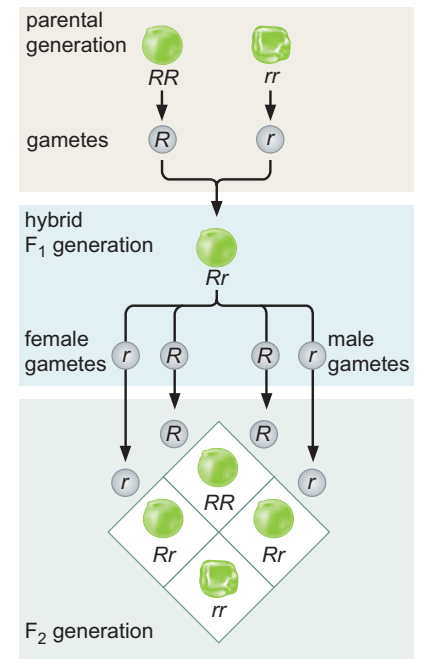 parental
generation
RR rr
gametes R r
hybrid
F₁ generation
Rr
female
gametes r R R r male
gametes
R R
r r
RR
Rr Rr
rr
F₂ generation